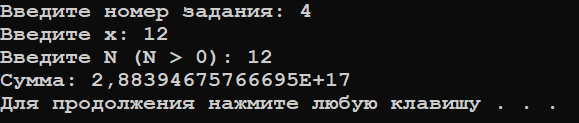 Введите номер задания: 4
Введите x: 12
Введите N (N > 0): 12
Сумма: 2,88394675766695E+17
Для продолжения нажмите любую клавишу . . .